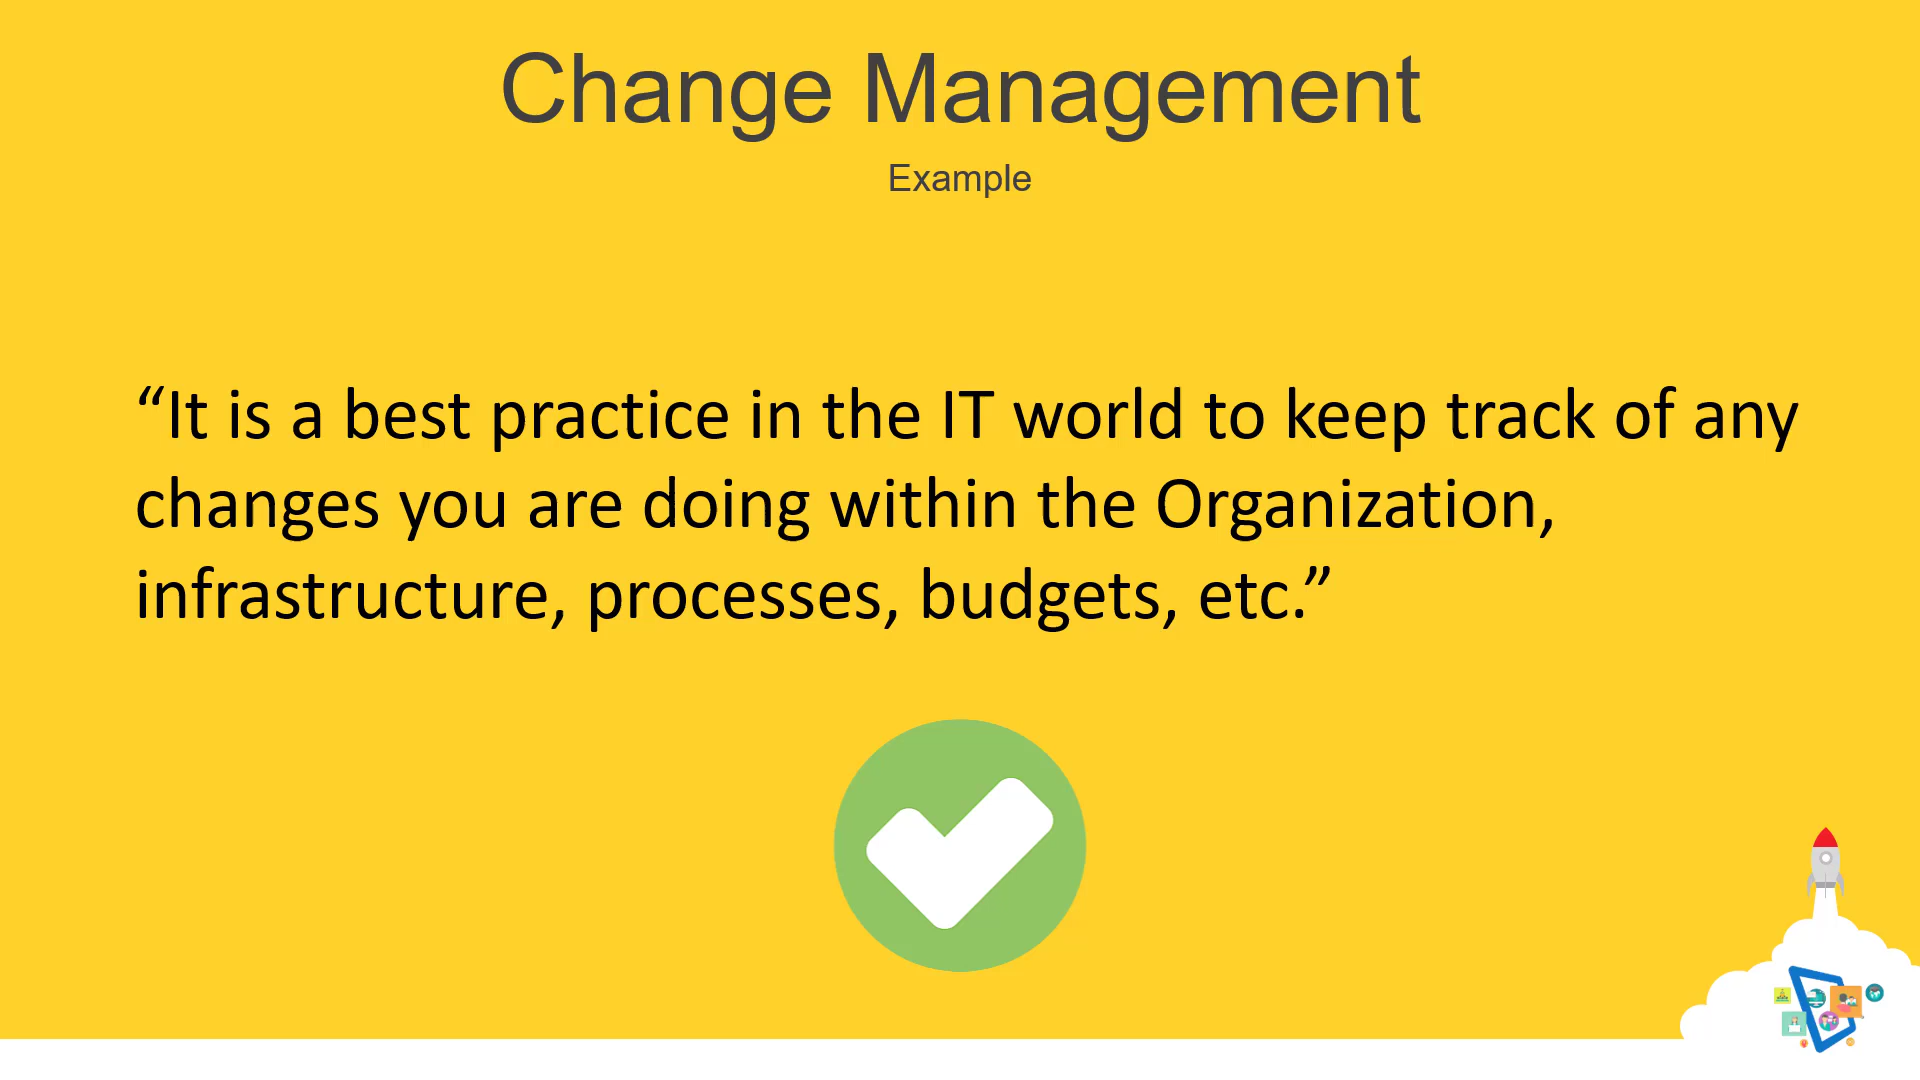 Change Management
Example
“It is a best practice in the IT world to keep track of any
changes you are doing within the Organization,
infrastructure, processes, budgets, etc.”